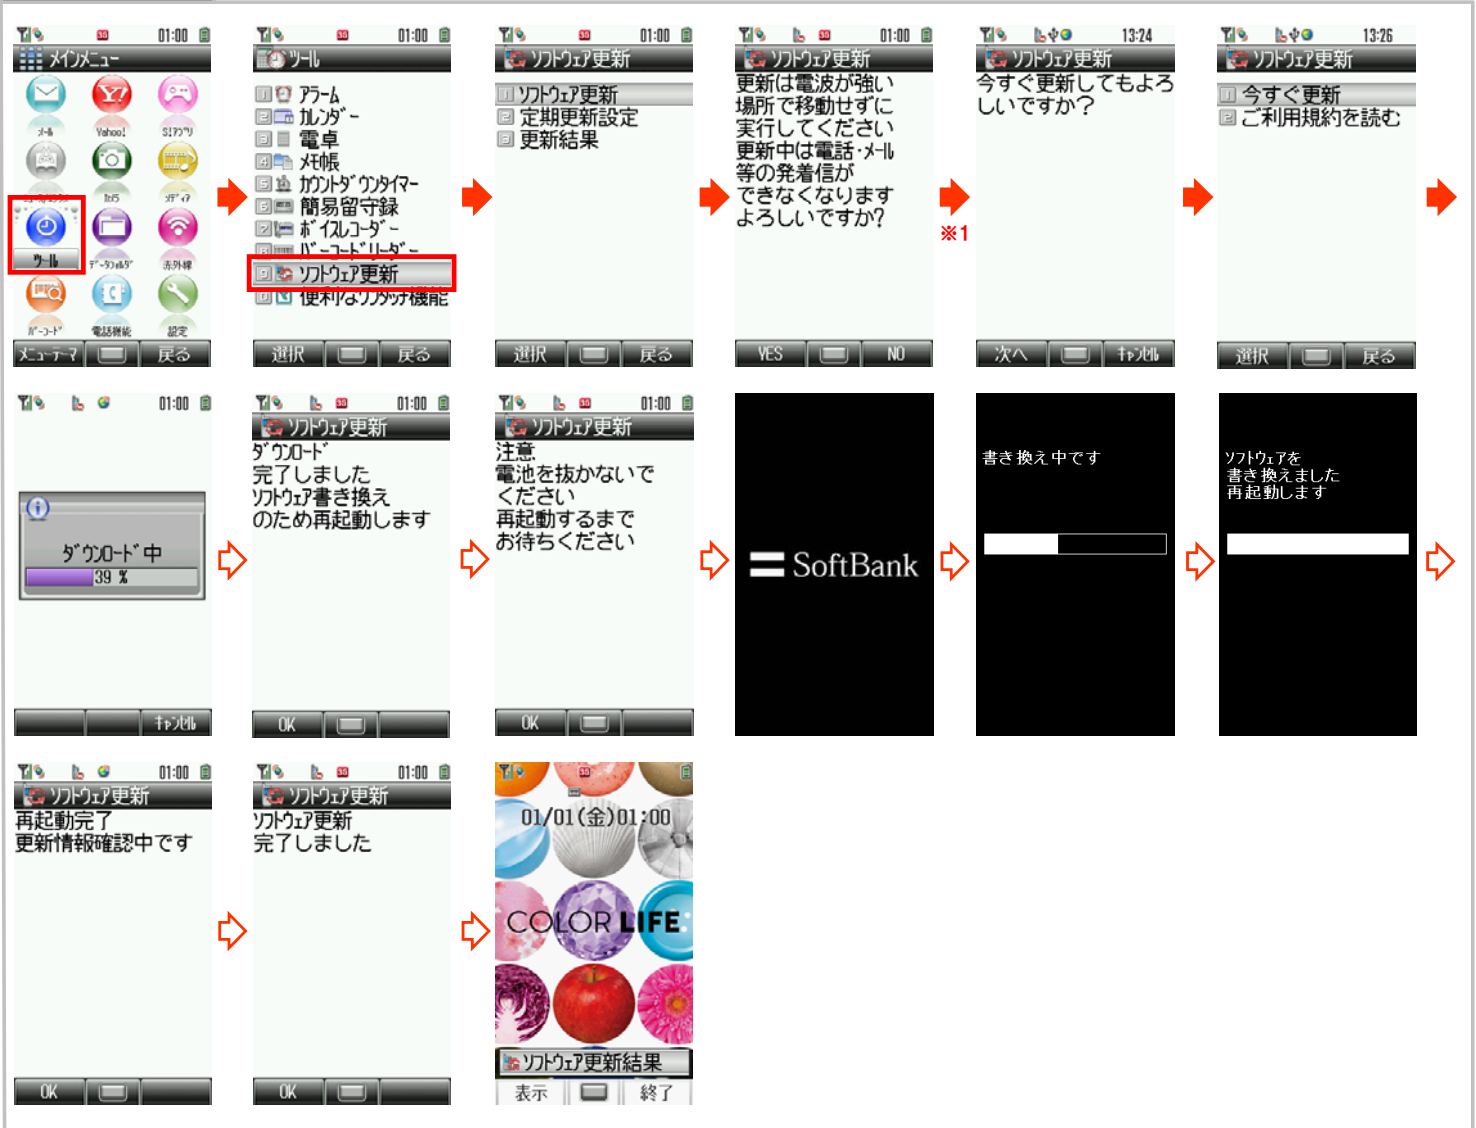 01:00
メインメニュー
メール
Yahoo!
S!アプリ
カメラ
メディア
ツール
データフォルダ
赤外線
バーコード
電話機能
設定
メニューテーマ
戻る
01:00
ツール
1 アラーム
2 カレンダー
3 電卓
4 メモ帳
5 カウントダウンタイマー
6 簡易留守録
7 ボイスレコーダー
8 バーコードリーダー
9 ソフトウェア更新
0 便利なワンタッチ機能
選択
戻る
01:00
ソフトウェア更新
1 ソフトウェア更新
2 定期更新設定
3 更新結果
選択
戻る
01:00
ソフトウェア更新
更新は電波が強い
場所で移動せずに
実行してください
更新中は電話・メール
等の発着信が
できなくなります
よろしいですか?
YES
NO
※1
13:24
ソフトウェア更新
今すぐ更新してもよろ
しいですか?
次へ
キャンセル
13:26
ソフトウェア更新
1 今すぐ更新
2 ご利用規約を読む
選択
戻る
01:00
ダウンロード中
39 %
キャンセル
01:00
ソフトウェア更新
ダウンロード
完了しました
ソフトウェア書き換え
のため再起動します
OK
01:00
ソフトウェア更新
注意
電池を抜かないで
ください
再起動するまで
お待ちください
OK
SoftBank
書き換え中です
ソフトウェアを
書き換えました
再起動します
01:00
ソフトウェア更新
再起動完了
更新情報確認中です
OK
01:00
ソフトウェア更新
ソフトウェア更新
完了しました
OK
01/01(金)01:00
COLOR LIFE
ソフトウェア更新結果
表示
終了